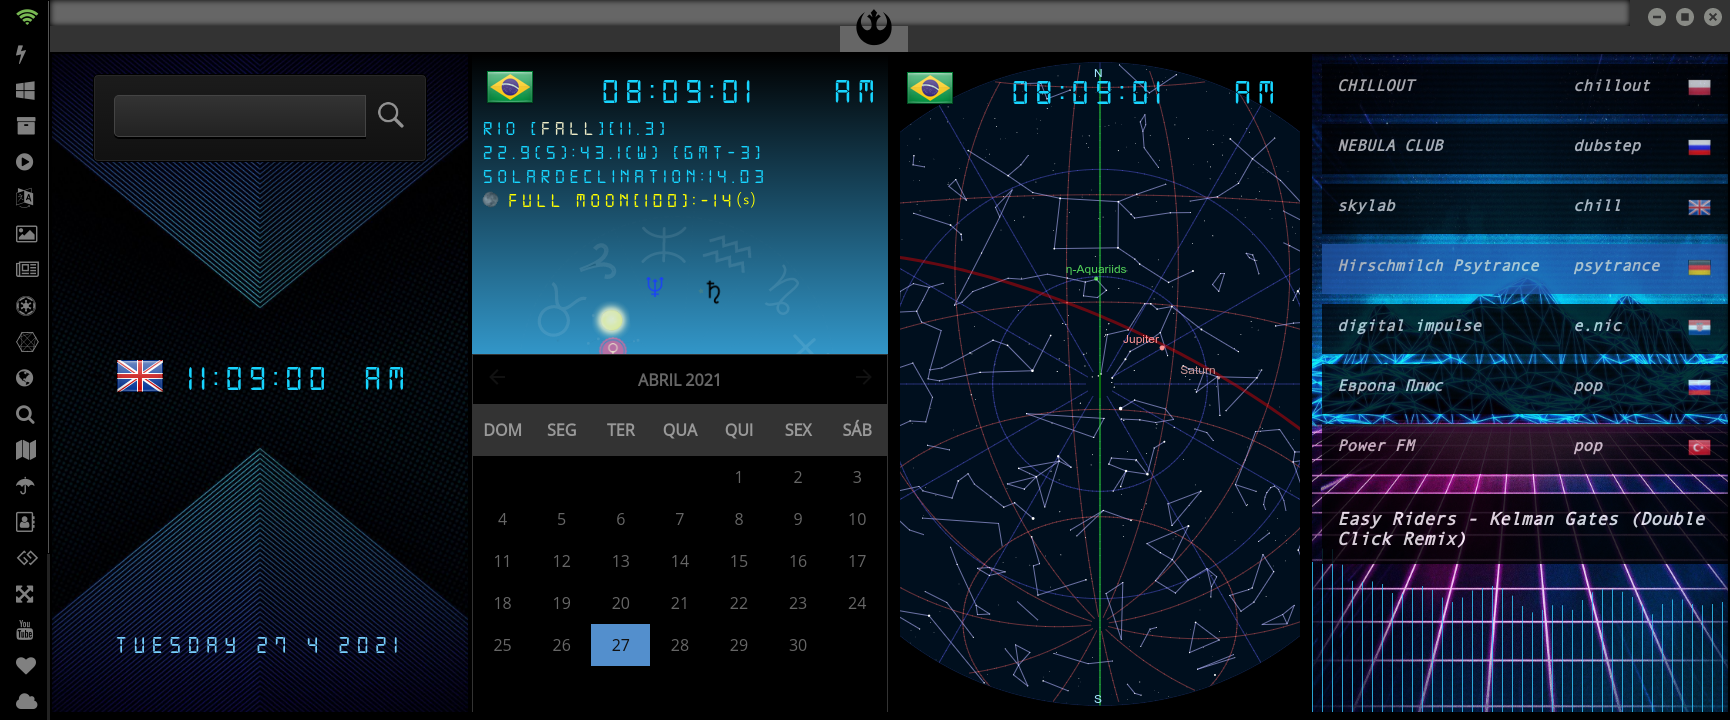 You
Tube
11:09:00 AM
TUESDAY 27 4 2021
08:09:01 AM
RIO [FALL][11.3]
22.9(S):43.1(W) [GMT-3]
SOLARDECLINATION:14.03
FULL MOON[100]:-14(s)
ABRIL 2021
DOM SEG TER QUA QUI SEX SÁB
1 2 3
4 5 6 7 8 9 10
11 12 13 14 15 16 17
18 19 20 21 22 23 24
25 26 27 28 29 30
N
08:09:01 AM
η-Aquariids
Jupiter
Saturn
S
CHILLOUT chillout
NEBULA CLUB dubstep
skylab chill
Hirschmilch Psytrance psytrance
digital impulse e.nic
Европа Плюс pop
Power FM pop
Easy Riders - Kelman Gates (Double
Click Remix)